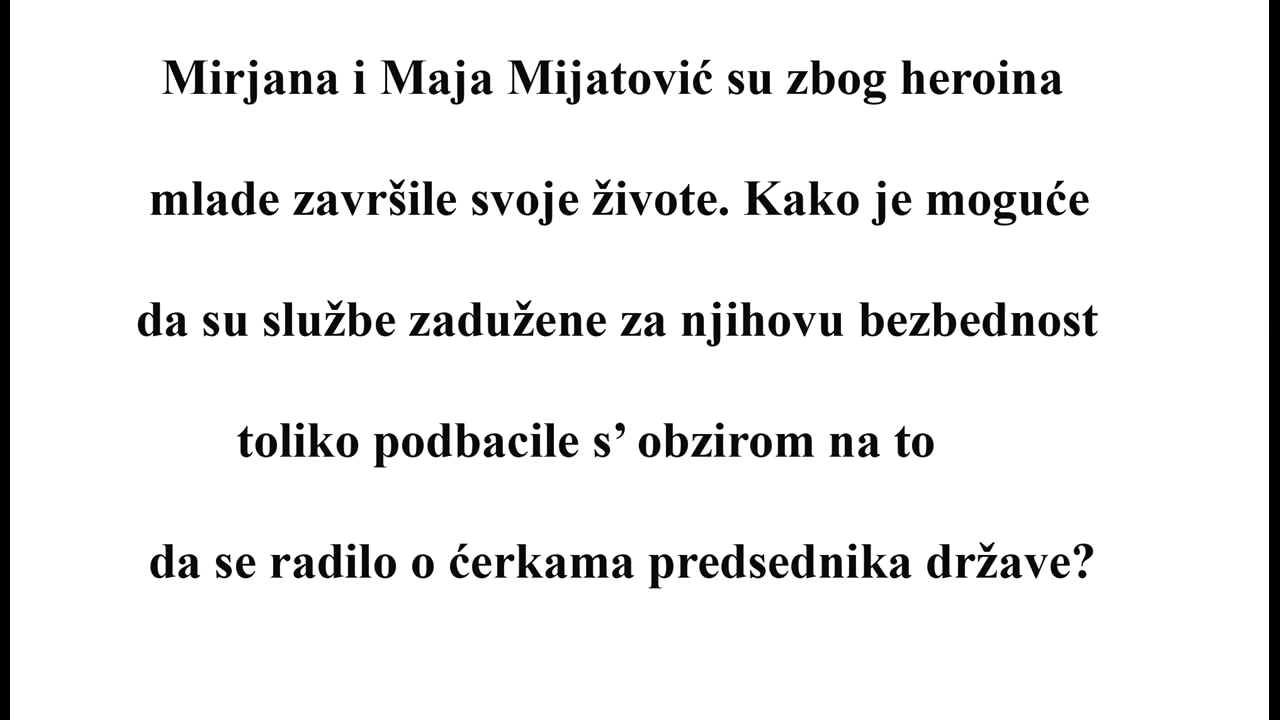 Mirjana i Maja Mijatović su zbog heroina
mlade završile svoje živote. Kako je moguće
da su službe zadužene za njihovu bezbednost
toliko podbacile s’ obzirom na to
da se radilo o ćerkama predsednika države?